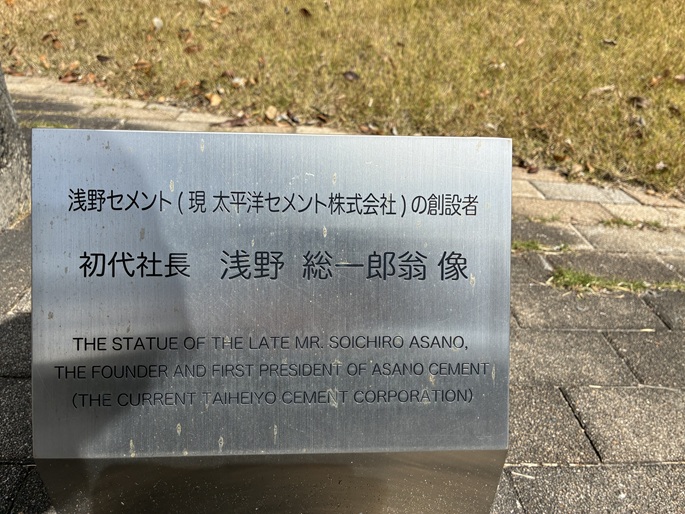 浅野セメント(現 太平洋セメント株式会社)の創設者
初代社長 浅野 総一郎翁 像
THE STATUE OF THE LATE MR. SOICHIRO ASANO,
THE FOUNDER AND FIRST PRESIDENT OF ASANO CEMENT
(THE CURRENT TAIHEIYO CEMENT CORPORATION)